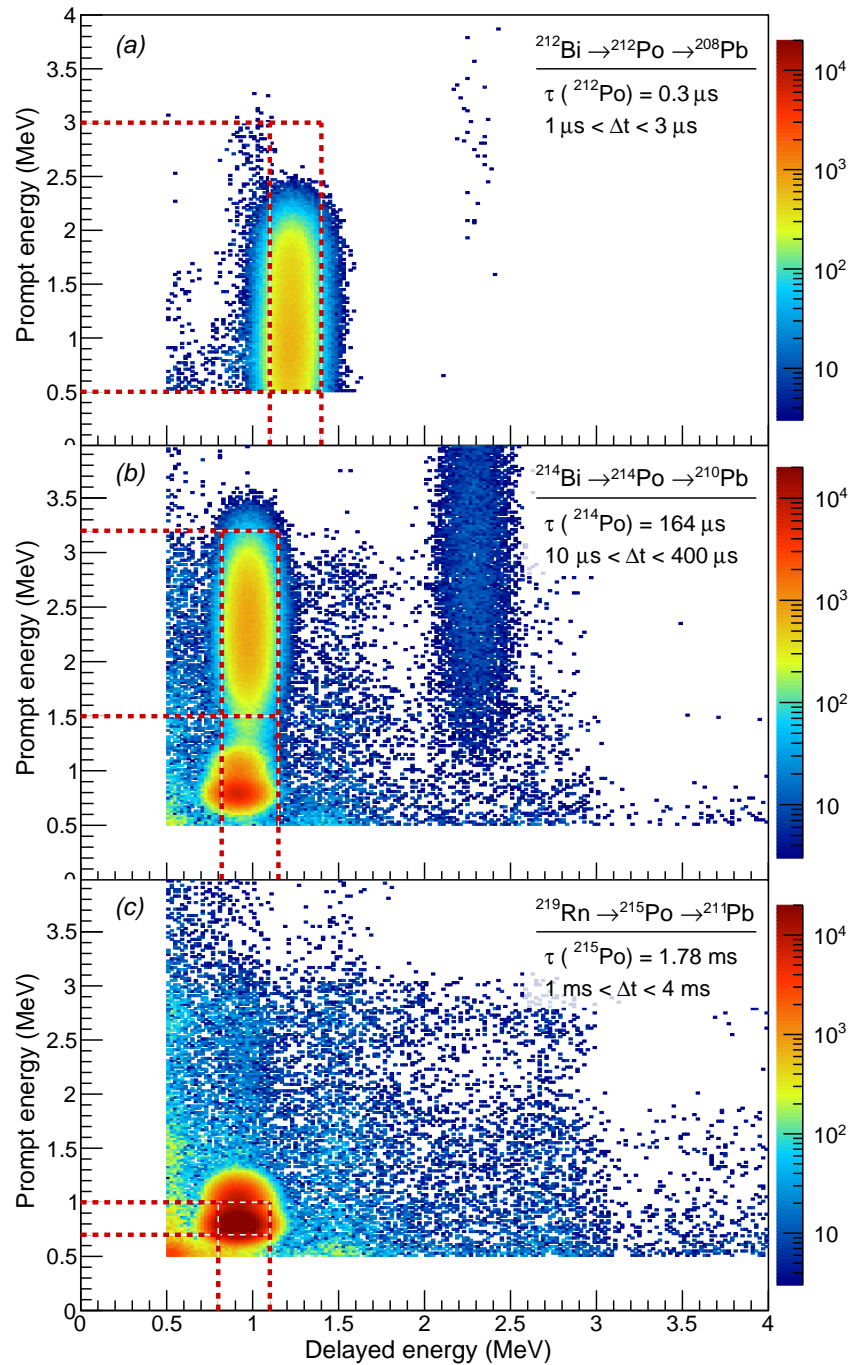 (a)
²¹²Bi →²¹²Po →²⁰⁸Pb
τ ( ²¹²Po) = 0.3 μs
1 μs < Δt < 3 μs
Prompt energy (MeV)
4
3.5
3
2.5
2
1.5
1
0.5
0
10⁴
10³
10²
10
(b)
²¹⁴Bi →²¹⁴Po →²¹⁰Pb
τ ( ²¹⁴Po) = 164 μs
10 μs < Δt < 400 μs
Prompt energy (MeV)
3.5
3
2.5
2
1.5
1
0.5
0
10⁴
10³
10²
10
(c)
²¹⁹Rn →²¹⁵Po →²¹¹Pb
τ ( ²¹⁵Po) = 1.78 ms
1 ms < Δt < 4 ms
Prompt energy (MeV)
3.5
3
2.5
2
1.5
1
0.5
0
10⁴
10³
10²
10
0 0.5 1 1.5 2 2.5 3 3.5 4
Delayed energy (MeV)